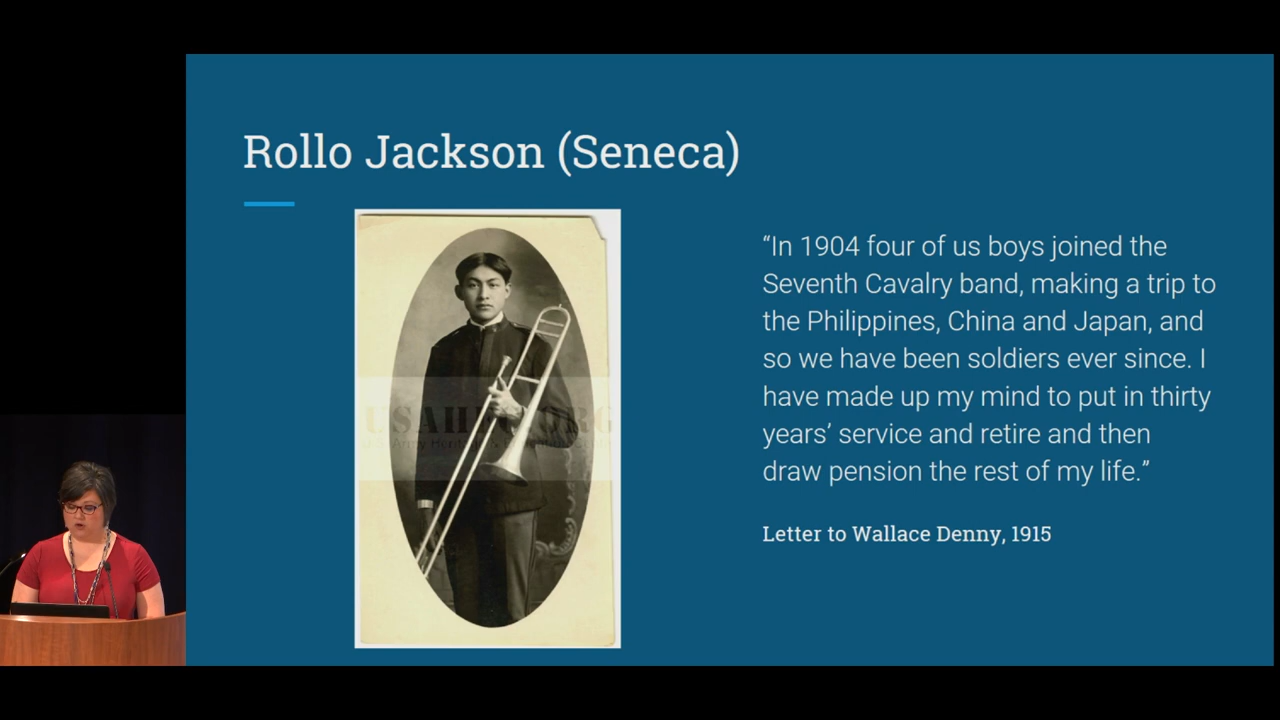 Rollo Jackson (Seneca)
USAHEC.ORG
“In 1904 four of us boys joined the
Seventh Cavalry band, making a trip to
the Philippines, China and Japan, and
so we have been soldiers ever since. I
have made up my mind to put in thirty
years’ service and retire and then
draw pension the rest of my life.”
Letter to Wallace Denny, 1915